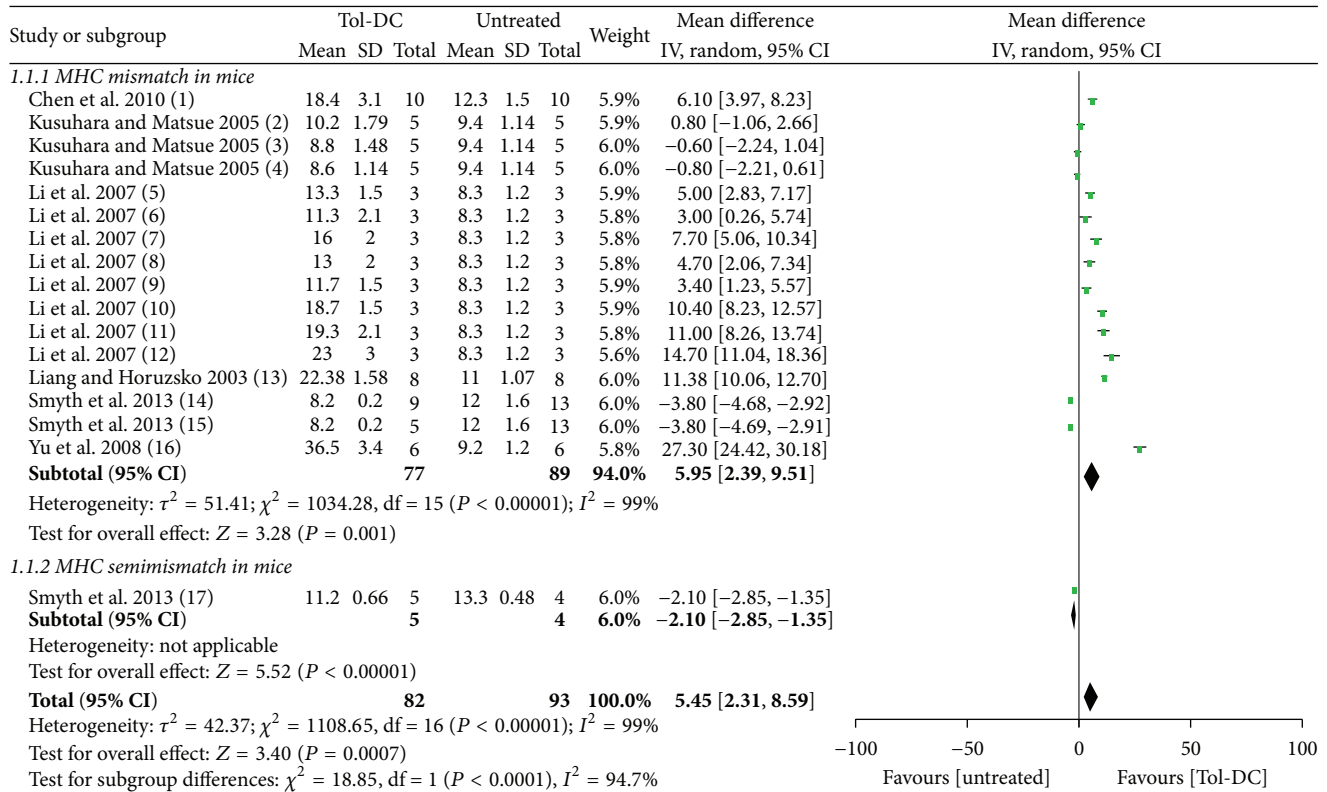 Study or subgroup Tol-DC Untreated Weight Mean difference Mean difference
Mean SD Total Mean SD Total IV, random, 95% CI IV, random, 95% CI
1.1.1 MHC mismatch in mice
Chen et al. 2010 (1) 18.4 3.1 10 12.3 1.5 10 5.9% 6.10 [3.97, 8.23]
Kusuhara and Matsue 2005 (2) 10.2 1.79 5 9.4 1.14 5 5.9% 0.80 [−1.06, 2.66]
Kusuhara and Matsue 2005 (3) 8.8 1.48 5 9.4 1.14 5 6.0% −0.60 [−2.24, 1.04]
Kusuhara and Matsue 2005 (4) 8.6 1.14 5 9.4 1.14 5 6.0% −0.80 [−2.21, 0.61]
Li et al. 2007 (5) 13.3 1.5 3 8.3 1.2 3 5.9% 5.00 [2.83, 7.17]
Li et al. 2007 (6) 11.3 2.1 3 8.3 1.2 3 5.8% 3.00 [0.26, 5.74]
Li et al. 2007 (7) 16 2 3 8.3 1.2 3 5.8% 7.70 [5.06, 10.34]
Li et al. 2007 (8) 13 2 3 8.3 1.2 3 5.8% 4.70 [2.06, 7.34]
Li et al. 2007 (9) 11.7 1.5 3 8.3 1.2 3 5.9% 3.40 [1.23, 5.57]
Li et al. 2007 (10) 18.7 1.5 3 8.3 1.2 3 5.9% 10.40 [8.23, 12.57]
Li et al. 2007 (11) 19.3 2.1 3 8.3 1.2 3 5.8% 11.00 [8.26, 13.74]
Li et al. 2007 (12) 23 3 3 8.3 1.2 3 5.6% 14.70 [11.04, 18.36]
Liang and Horuzsko 2003 (13) 22.38 1.58 8 11 1.07 8 6.0% 11.38 [10.06, 12.70]
Smyth et al. 2013 (14) 8.2 0.2 9 12 1.6 13 6.0% −3.80 [−4.68, −2.92]
Smyth et al. 2013 (15) 8.2 0.2 5 12 1.6 13 6.0% −3.80 [−4.69, −2.91]
Yu et al. 2008 (16) 36.5 3.4 6 9.2 1.2 6 5.8% 27.30 [24.42, 30.18]
Subtotal (95% CI) 77 89 94.0% 5.95 [2.39, 9.51]
Heterogeneity: τ² = 51.41; χ² = 1034.28, df = 15 (P < 0.00001); I² = 99%
Test for overall effect: Z = 3.28 (P = 0.001)
1.1.2 MHC semimismatch in mice
Smyth et al. 2013 (17) 11.2 0.66 5 13.3 0.48 4 6.0% −2.10 [−2.85, −1.35]
Subtotal (95% CI) 5 4 6.0% −2.10 [−2.85, −1.35]
Heterogeneity: not applicable
Test for overall effect: Z = 5.52 (P < 0.00001)
Total (95% CI) 82 93 100.0% 5.45 [2.31, 8.59]
Heterogeneity: τ² = 42.37; χ² = 1108.65, df = 16 (P < 0.00001); I² = 99%
Test for overall effect: Z = 3.40 (P = 0.0007)
Test for subgroup differences: χ² = 18.85, df = 1 (P < 0.0001), I² = 94.7%
−100 −50 0 50 100
Favours [untreated] Favours [Tol-DC]